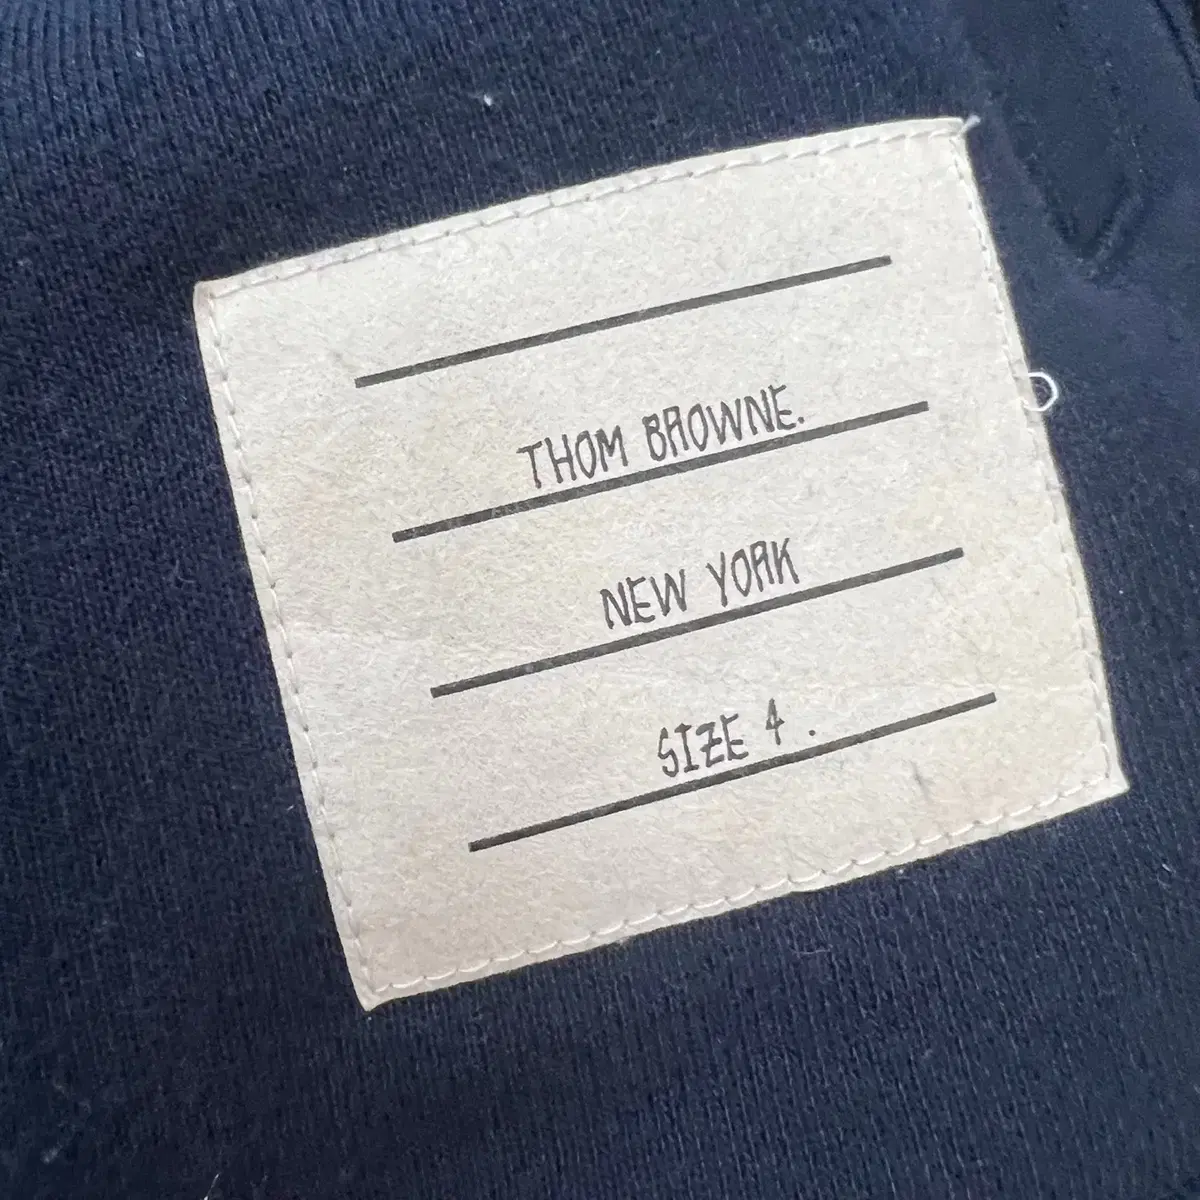 THOM BROWNE.
NEW YORK
SIZE 4 .